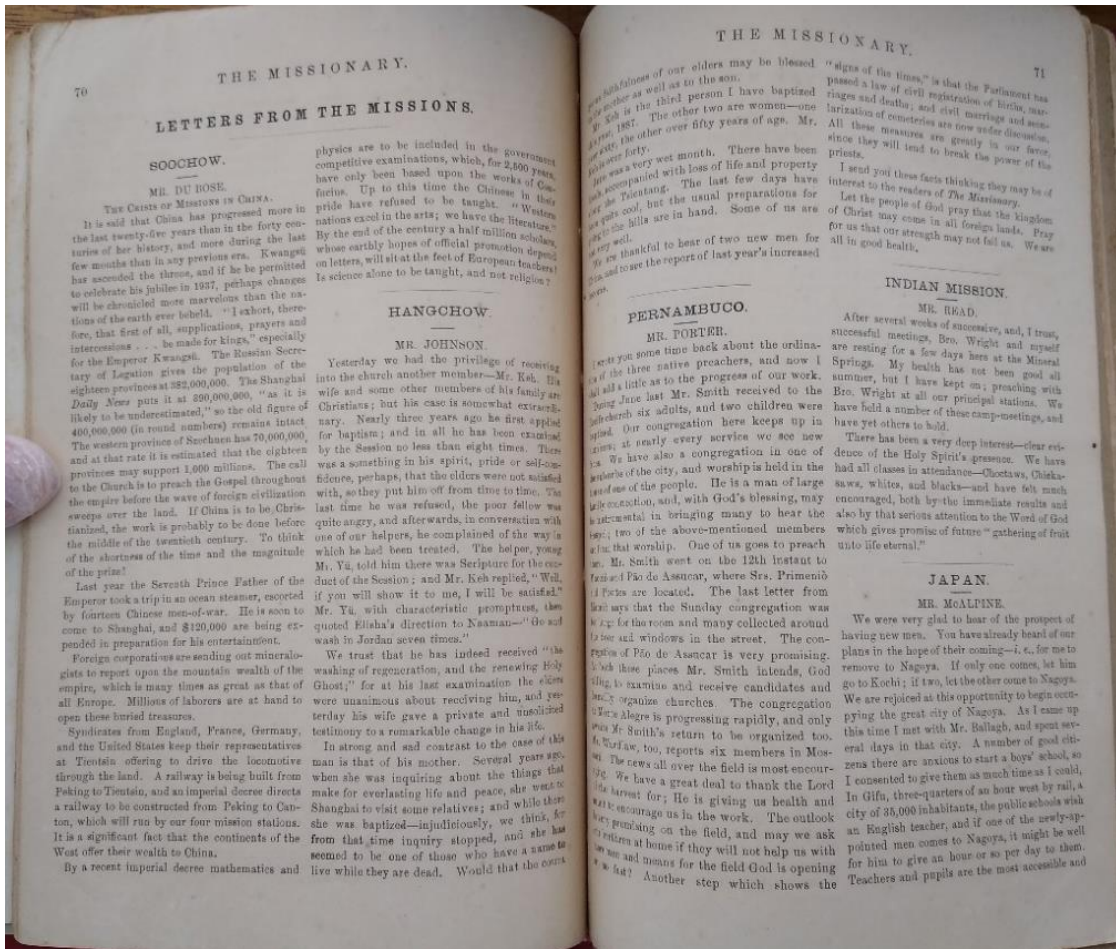 70
THE MISSIONARY.
LETTERS FROM THE MISSIONS.
SOOCHOW.
MR. DU BOSE.
THE CRISIS OF MISSIONS IN CHINA.
It is said that China has progressed more in
the last twenty-five years than in the forty cen-
turies of her history, and more during the last
few months than in any previous era. Kwangsü
has ascended the throne, and if he be permitted
to celebrate his jubilee in 1937, perhaps changes
will be chronicled more marvelous than the na-
tions of the earth ever beheld. "I exhort, there-
fore, that first of all, supplications, prayers and
intercessions . . . be made for kings," especially
for the Emperor Kwangsü. The Russian Secre-
tary of Legation gives the population of the
eighteen provinces at 382,000,000. The Shanghai
Daily News puts it at 390,000,000, "as it is
likely to be underestimated," so the old figure of
400,000,000 (in round numbers) remains intact
The western province of Szechuen has 70,000,000,
and at that rate it is estimated that the eighteen
provinces may support 1,000 millions. The call
to the Church is to preach the Gospel throughout
the empire before the wave of foreign civilization
sweeps over the land. If China is to be Chris-
tianized, the work is probably to be done before
the middle of the twentieth century. To think
of the shortness of the time and the magnitude
of the prize!
Last year the Seventh Prince Father of the
Emperor took a trip in an ocean steamer, escorted
by fourteen Chinese men-of-war. He is soon to
come to Shanghai, and $120,000 are being ex-
pended in preparation for his entertainment.
Foreign corporations are sending out mineralo-
gists to report upon the mountain wealth of the
empire, which is many times as great as that of
all Europe. Millions of laborers are at hand to
open these buried treasures.
Syndicates from England, France, Germany,
and the United States keep their representatives
at Tientsin offering to drive the locomotive
through the land. A railway is being built from
Peking to Tientsin, and an imperial decree directs
a railway to be constructed from Peking to Can-
ton, which will run by our four mission stations.
It is a significant fact that the continents of the
West offer their wealth to China.
By a recent imperial decree mathematics and
physics are to be included in the government
competitive examinations, which, for 2,500 years,
have only been based upon the works of Con-
fucius. Up to this time the Chinese in their
pride have refused to be taught. "Western
nations excel in the arts; we have the literature."
By the end of the century a half million scholars,
whose earthly hopes of official promotion depend
on letters, will sit at the feet of European teachers!
Is science alone to be taught, and not religion?
HANGCHOW.
MR. JOHNSON.
Yesterday we had the privilege of receiving
into the church another member—Mr. Keh. His
wife and some other members of his family are
Christians; but his case is somewhat extraordi-
nary. Nearly three years ago he first applied
for baptism; and in all he has been examined
by the Session no less than eight times. There
was a something in his spirit, pride or self-con-
fidence, perhaps, that the elders were not satisfied
with, so they put him off from time to time. The
last time he was refused, the poor fellow was
quite angry, and afterwards, in conversation with
one of our helpers, he complained of the way in
which he had been treated. The helper, young
Mr. Yü, told him there was Scripture for the con-
duct of the Session; and Mr. Keh replied, "Well,
if you will show it to me, I will be satisfied."
Mr. Yü, with characteristic promptness, then
quoted Elisha's direction to Naaman—"Go and
wash in Jordan seven times."
We trust that he has indeed received "the
washing of regeneration, and the renewing Holy
Ghost;" for at his last examination the elders
were unanimous about receiving him, and yes-
terday his wife gave a private and unsolicited
testimony to a remarkable change in his life.
In strong and sad contrast to the case of this
man is that of his mother. Several years ago,
when she was inquiring about the things that
make for everlasting life and peace, she went to
Shanghai to visit some relatives; and while there
she was baptized—injudiciously, we think, for
from that time inquiry stopped, and she has
seemed to be one of those who have a name to
live while they are dead. Would that the
THE MISSIONARY.
71
faithfulness of our elders may be blessed
mother as well as to the son.
Mr. Keh is the third person I have baptized
year, 1887. The other two are women—one
sixty, the other over fifty years of age. Mr.
over forty.
was a very wet month. There have been
accompanied with loss of life and property
the Tsientang. The last few days have
quite cool, but the usual preparations for
to the hills are in hand. Some of us are
very well.
We are thankful to hear of two new men for
and to see the report of last year's increased
PERNAMBUCO.
MR. PORTER.
I wrote you some time back about the ordina-
of the three native preachers, and now I
add a little as to the progress of our work.
During June last Mr. Smith received to the
church six adults, and two children were
Our congregation here keeps up in
at nearly every service we see new
We have also a congregation in one of
of the city, and worship is held in the
of one of the people. He is a man of large
connection, and, with God's blessing, may
instrumental in bringing many to hear the
two of the above-mentioned members
that worship. One of us goes to preach
Mr. Smith went on the 12th instant to
and Pão de Assucar, where Srs. Primeniò
are located. The last letter from
says that the Sunday congregation was
for the room and many collected around
door and windows in the street. The con-
of Pão de Assucar is very promising.
these places Mr. Smith intends, God
to examine and receive candidates and
organize churches. The congregation
Alegre is progressing rapidly, and only
Mr Smith's return to be organized too.
too, reports six members in Mos-
The news all over the field is most encour-
We have a great deal to thank the Lord
harvest for; He is giving us health and
encourage us in the work. The outlook
promising on the field, and may we ask
at home if they will not help us with
men and means for the field God is opening
fast? Another step which shows the
"signs of the times," is that the Parliament has
passed a law of civil registration of births, mar-
riages and deaths; and civil marriage and secu-
larization of cemeteries are now under discussion.
All these measures are greatly in our favor,
since they will tend to break the power of the
priests.
I send you these facts thinking they may be of
interest to the readers of The Missionary.
Let the people of God pray that the kingdom
of Christ may come in all foreign lands. Pray
for us that our strength may not fail us. We are
all in good health.
INDIAN MISSION.
MR. READ.
After several weeks of successive, and, I trust,
successful meetings, Bro. Wright and myself
are resting for a few days here at the Mineral
Springs. My health has not been good all
summer, but I have kept on; preaching with
Bro. Wright at all our principal stations. We
have held a number of these camp-meetings, and
have yet others to hold.
There has been a very deep interest—clear evi-
dence of the Holy Spirit's presence. We have
had all classes in attendance—Choctaws, Chicka-
saws, whites, and blacks—and have felt much
encouraged, both by the immediate results and
also by that serious attention to the Word of God
which gives promise of future "gathering of fruit
unto life eternal."
JAPAN.
MR. McALPINE.
We were very glad to hear of the prospect of
having new men. You have already heard of our
plans in the hope of their coming—i. e., for me to
remove to Nagoya. If only one comes, let him
go to Kochi; if two, let the other come to Nagoya.
We are rejoiced at this opportunity to begin occu-
pying the great city of Nagoya. As I came up
this time I met with Mr. Ballagh, and spent sev-
eral days in that city. A number of good citi-
zens there are anxious to start a boys' school, so
I consented to give them as much time as I could,
In Gifu, three-quarters of an hour west by rail, a
city of 35,000 inhabitants, the public schools wish
an English teacher, and if one of the newly-ap-
pointed men comes to Nagoya, it might be well
for him to give an hour or so per day to them.
Teachers and pupils are the most accessible and